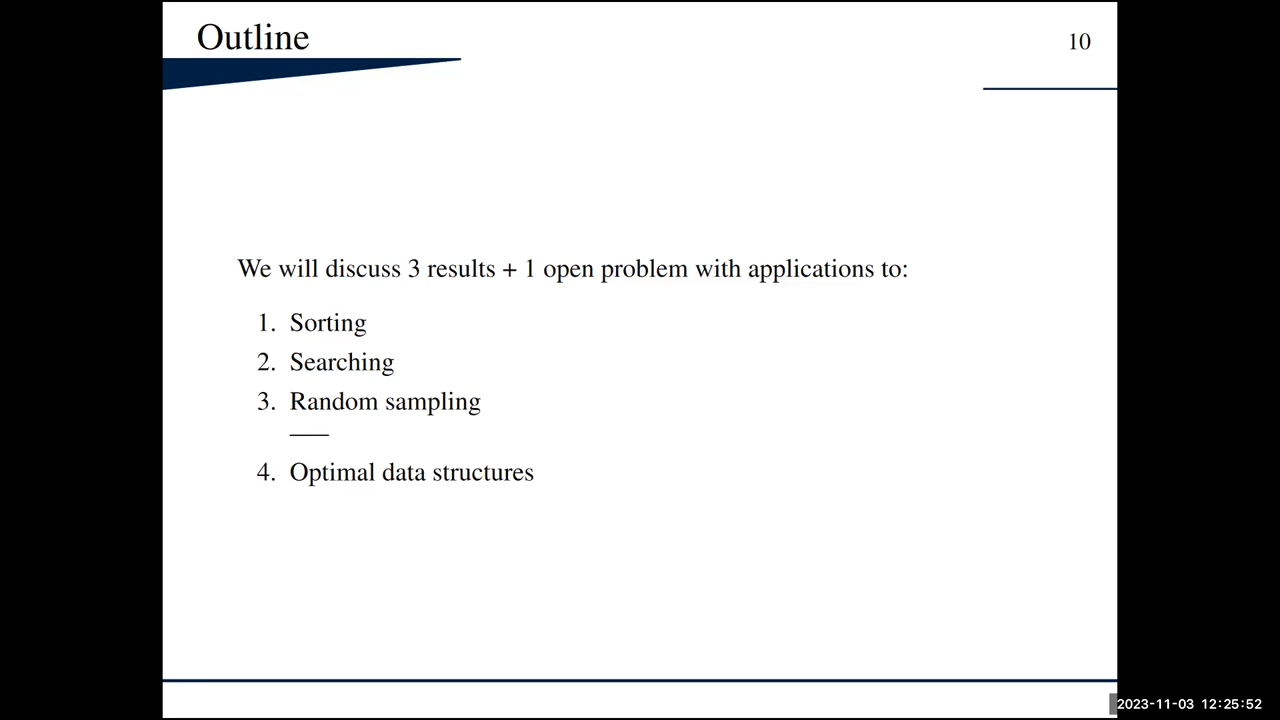 Outline
10
We will discuss 3 results + 1 open problem with applications to:
1. Sorting
2. Searching
3. Random sampling
4. Optimal data structures
2023-11-03 12:25:52